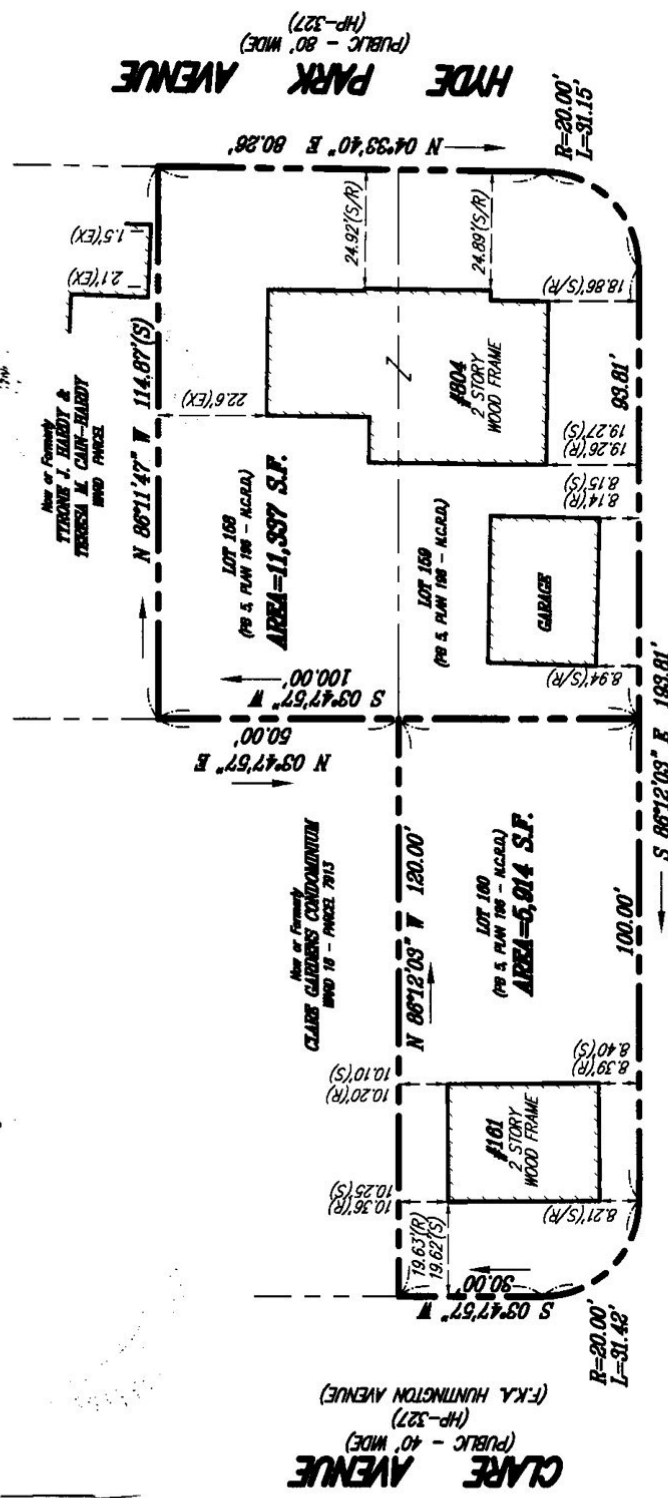 HYDE PARK AVENUE
(PUBLIC - 80' WIDE)
(HP-327)
N 04°33'40" E 80.26'
R=20.00'
L=31.15'
1.5'(EX)
2.1'(EX)
24.92'(S/R)
24.89'(S/R)
18.86'(S/R)
Now or Formerly
TYRONE J. HARDY &
TERESA M. CAIN-HARDY
WARD PARCEL
N 86°11'47" W 114.87'(S)
22.6'(EX)
#804
2 STORY
WOOD FRAME
93.81'
19.27'(S)
19.26'(R)
8.15'(S)
8.14'(R)
LOT 158
(PB 5, PLAN 196 - N.C.R.D.)
AREA=11,337 S.F.
LOT 159
(PB 5, PLAN 196 - N.C.R.D.)
GARAGE
8.94'(S/R)
S 03°47'57" W
100.00'
50.00'
N 03°47'57" E
S 86°12'03" E 193.81'
Now or Formerly
CLARE GARDENS CONDOMINIUM
WARD 18 - PARCEL 7913
N 86°12'03" W 120.00'
LOT 160
(PB 5, PLAN 196 - N.C.R.D.)
AREA=5,914 S.F.
100.00'
10.10'(S)
10.20'(R)
8.40'(S)
8.39'(R)
#161
2 STORY
WOOD FRAME
10.25'(S)
10.36'(R)
8.21'(S/R)
19.63'(R)
19.62'(S)
30.00'
S 03°47'57" W
R=20.00'
L=31.42'
(F.K.A. HUNTINGTON AVENUE)
(HP-327)
(PUBLIC - 40' WIDE)
CLARE AVENUE